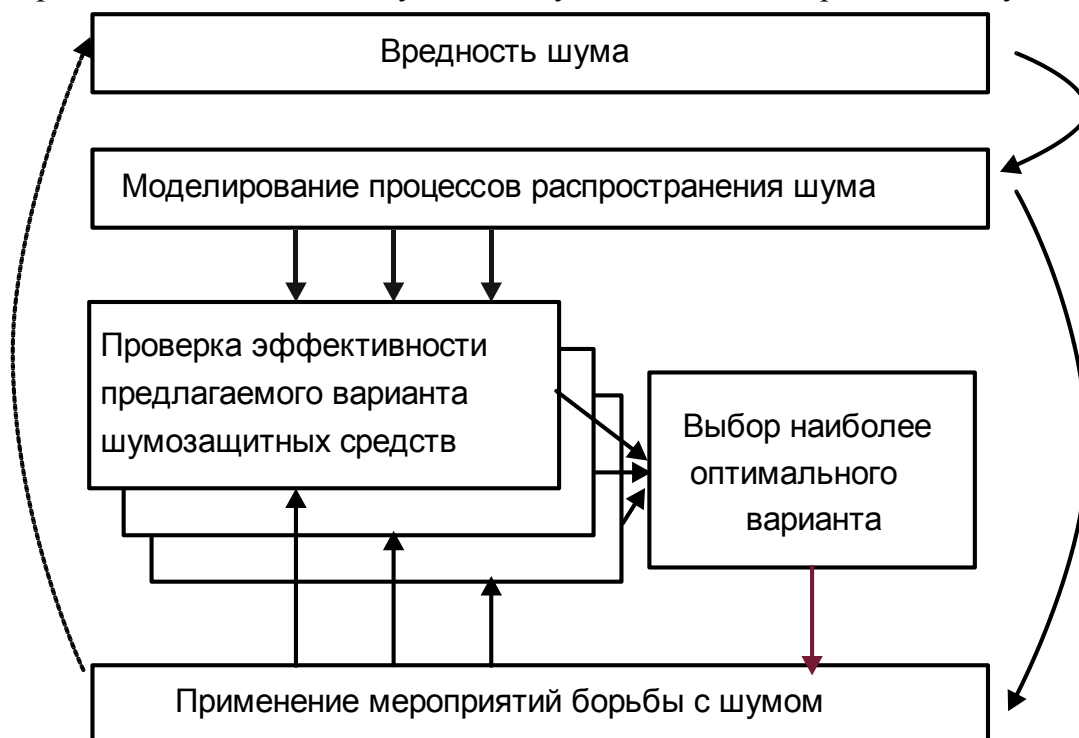 Вредность шума
Моделирование процессов распространения шума
Проверка эффективности
предлагаемого варианта
шумозащитных средств
Выбор наиболее
оптимального
варианта
Применение мероприятий борьбы с шумом